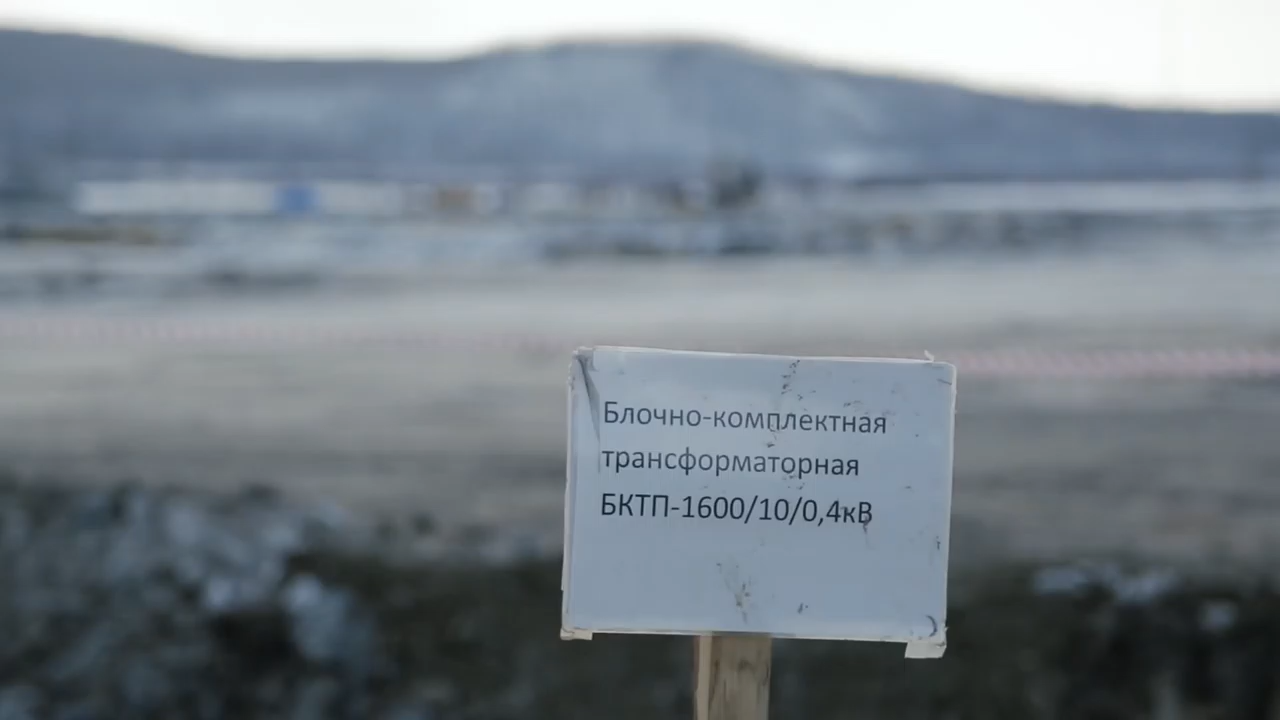 Блочно-комплектная
трансформаторная
БКТП-1600/10/0,4кВ